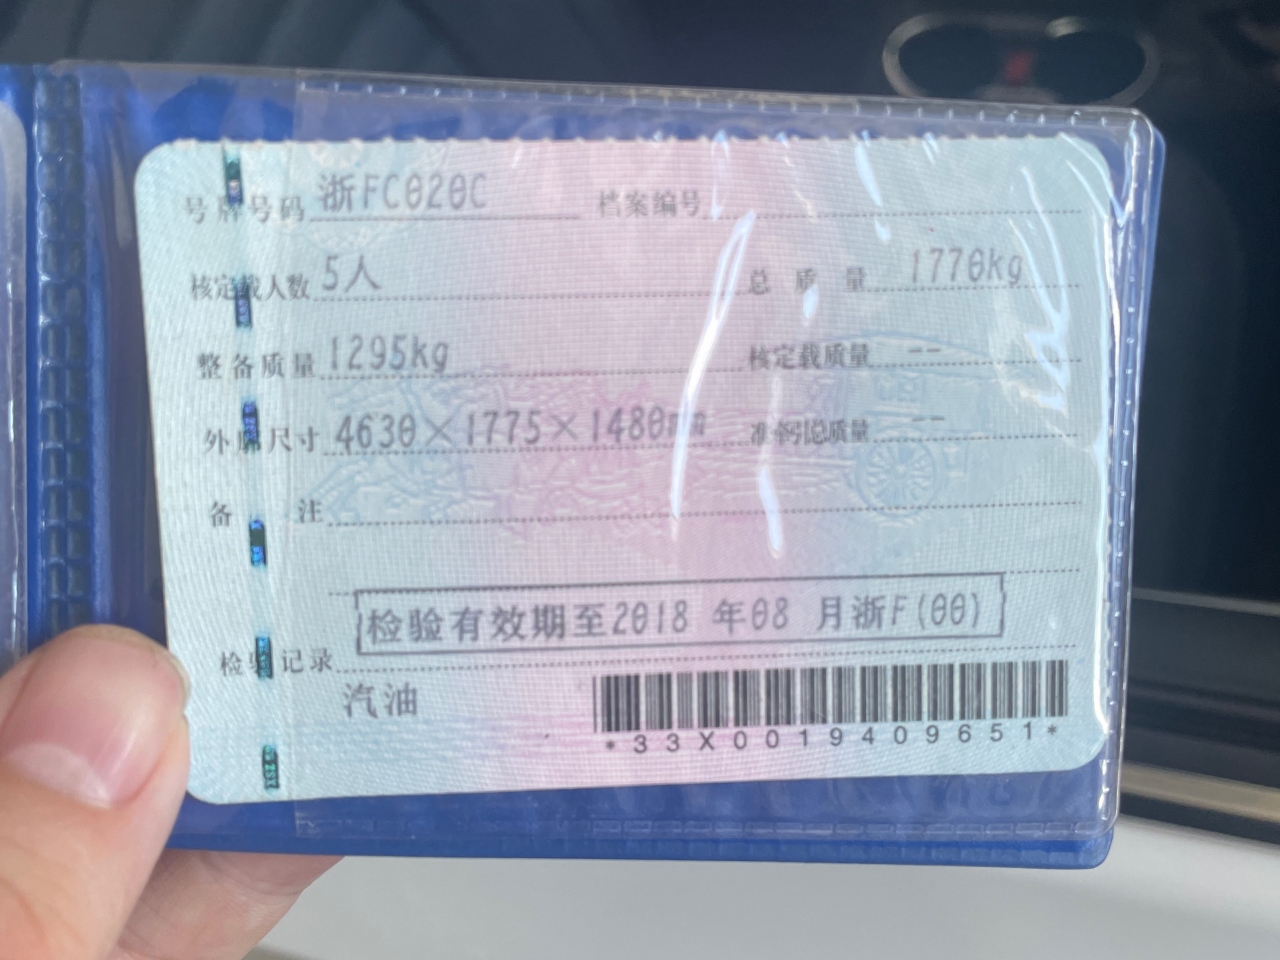 号牌号码 浙FC020C 档案编号
核定载人数 5人 总质量 1770kg
整备质量 1295kg 核定载质量 --
外廓尺寸 4630×1775×1480mm 准牵引总质量 --
备注
检验有效期至2018 年08 月浙F(00)
检验记录
汽油
*33X0019409651*